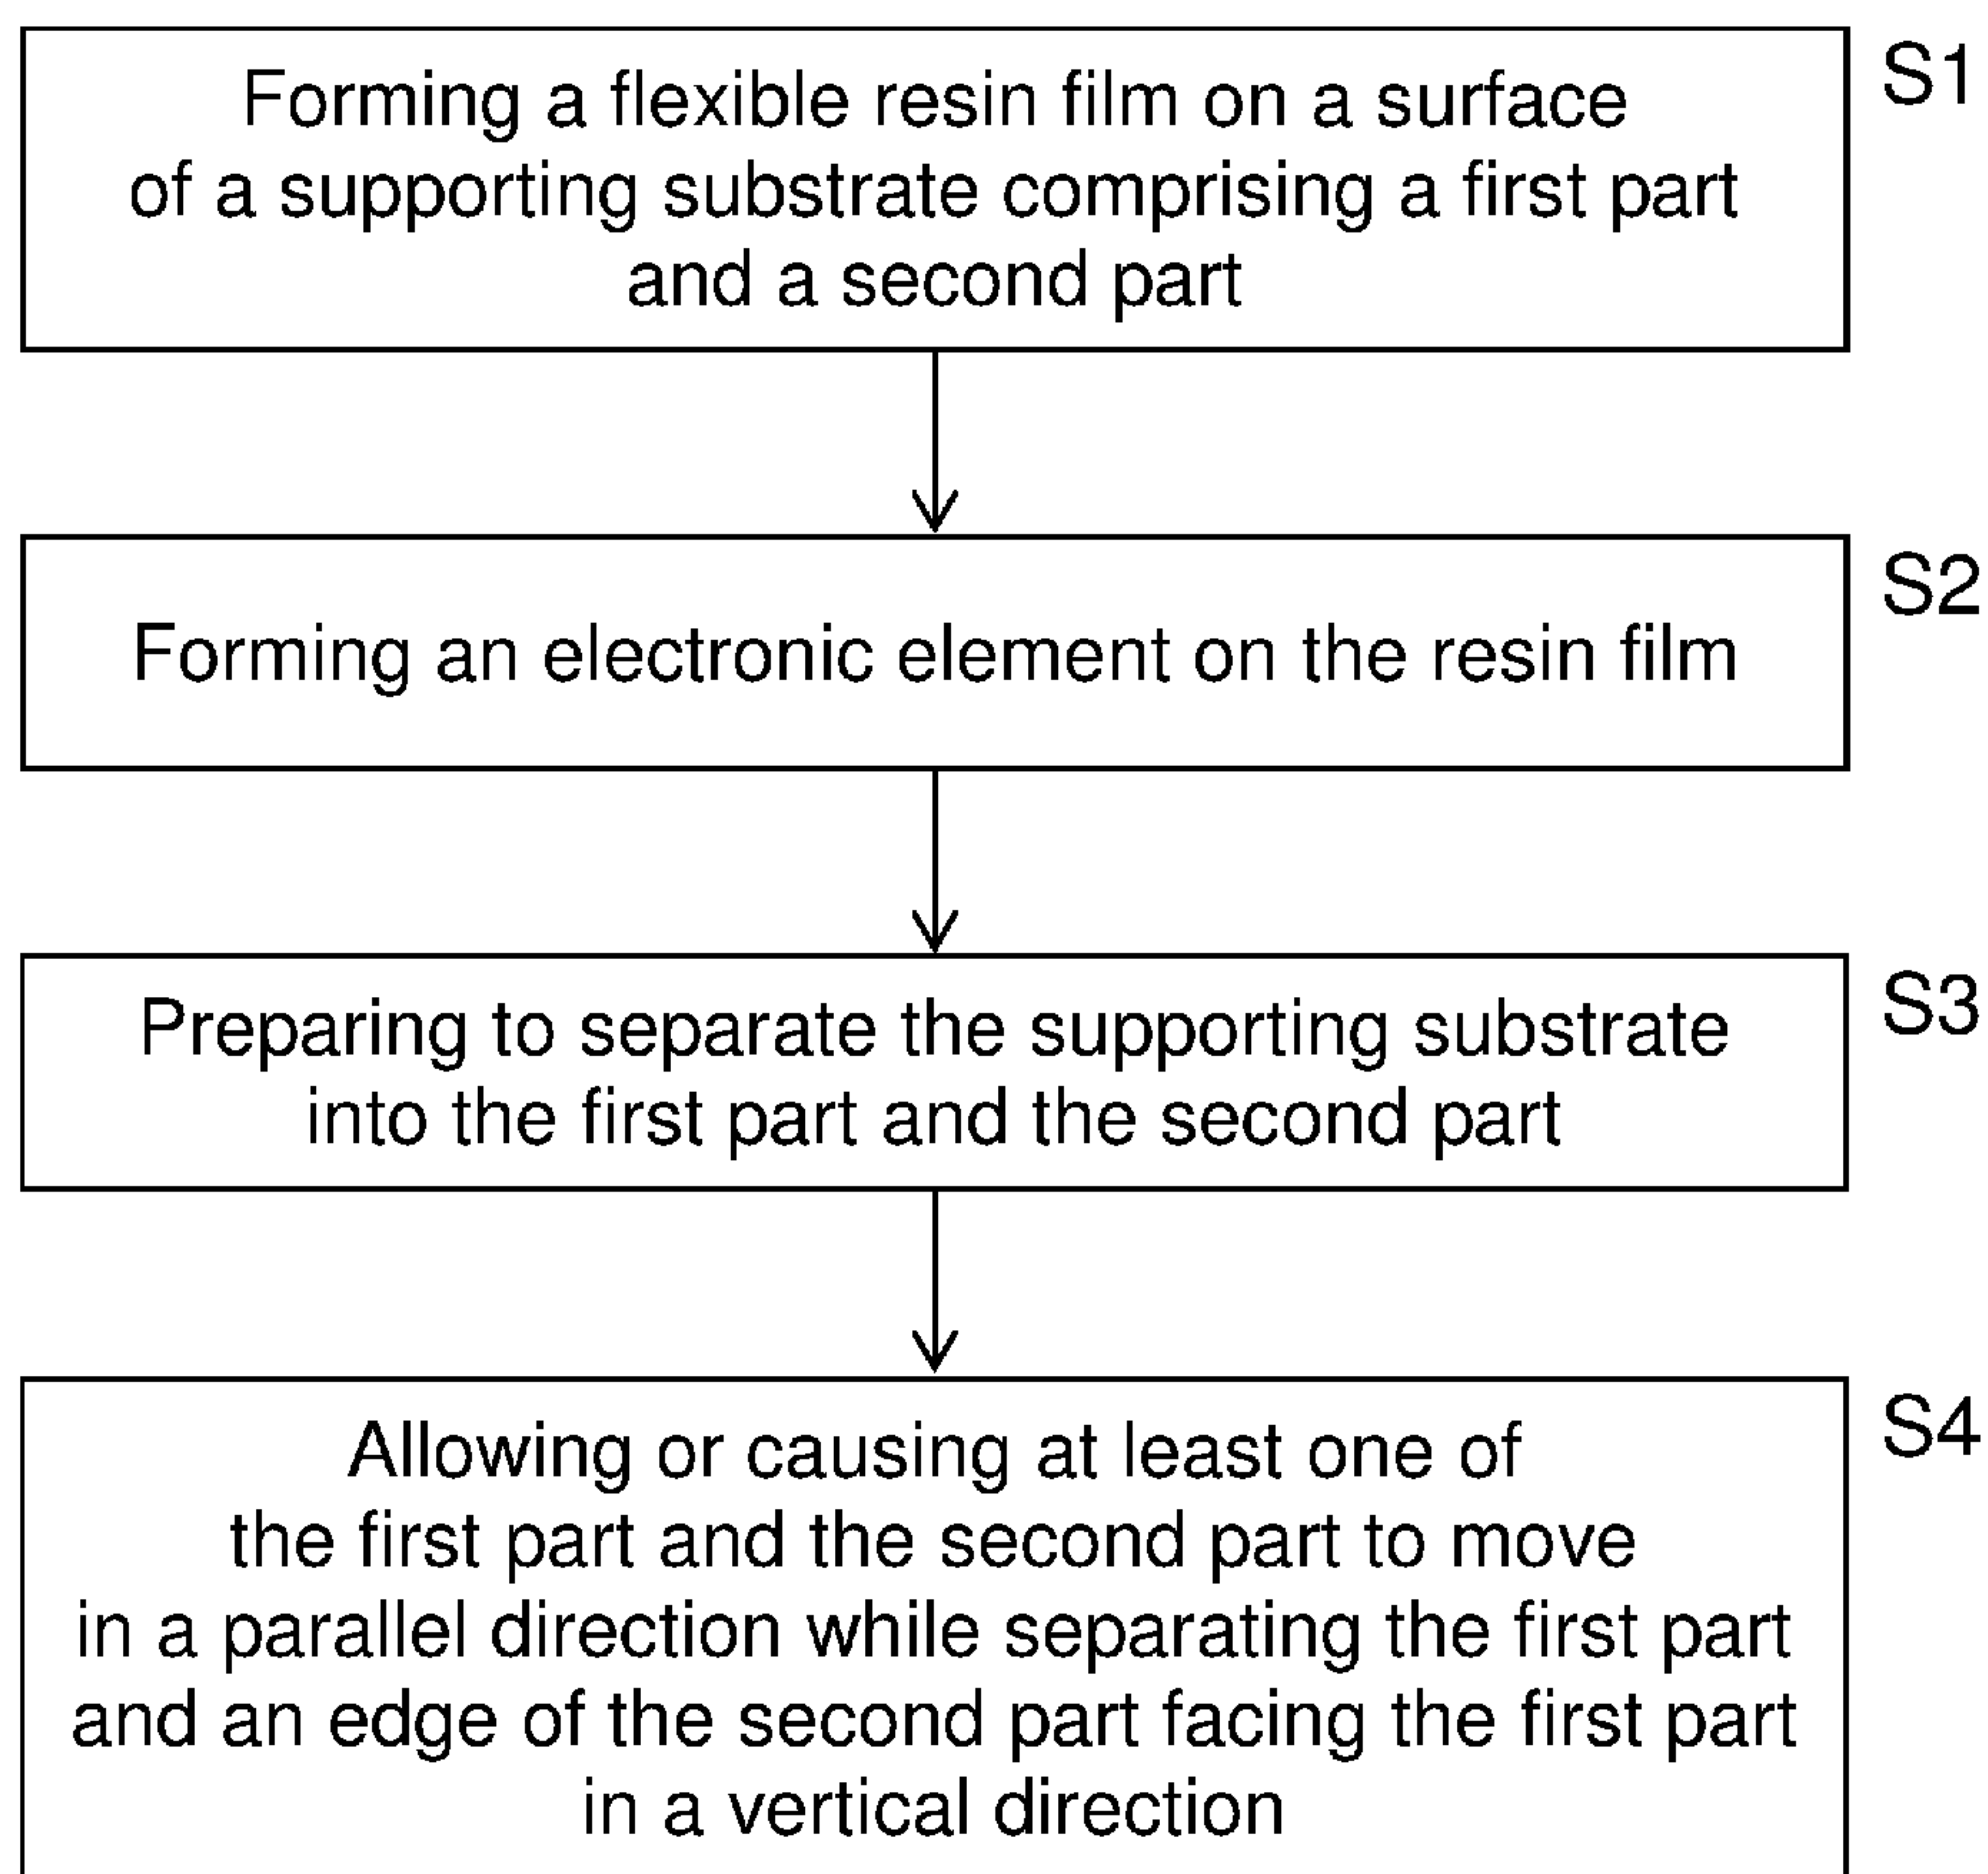 Forming a flexible resin film on a surface
of a supporting substrate comprising a first part
and a second part
S1
Forming an electronic element on the resin film
S2
Preparing to separate the supporting substrate
into the first part and the second part
S3
Allowing or causing at least one of
the first part and the second part to move
in a parallel direction while separating the first part
and an edge of the second part facing the first part
in a vertical direction
S4